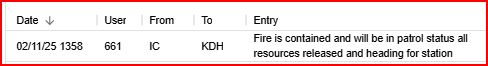 Date ↓ User From To Entry
02/11/25 1358 661 IC KDH Fire is contained and will be in patrol status all
resources released and heading for station